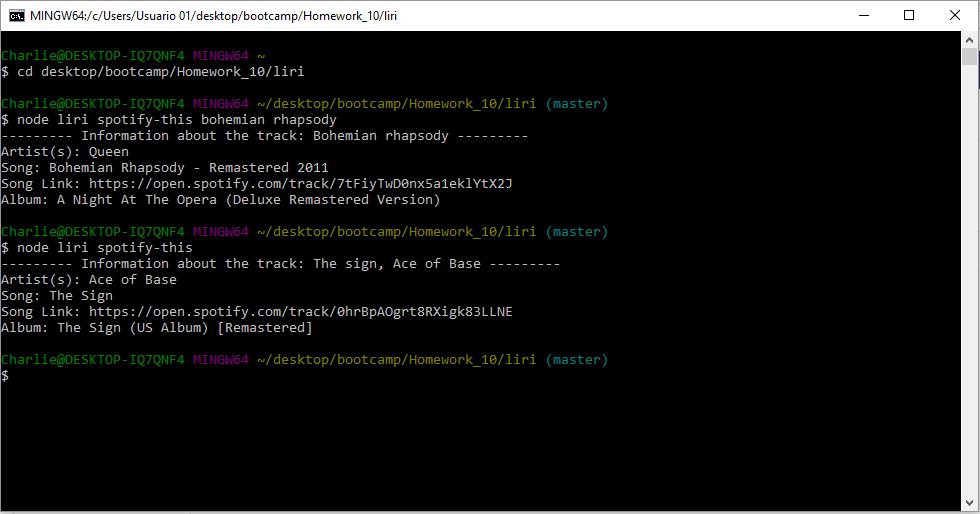 MINGW64:/c/Users/Usuario 01/desktop/bootcamp/Homework_10/liri
Charlie@DESKTOP-IQ7QNF4 MINGW64 ~
$ cd desktop/bootcamp/Homework_10/liri
Charlie@DESKTOP-IQ7QNF4 MINGW64 ~/desktop/bootcamp/Homework_10/liri (master)
$ node liri spotify-this bohemian rhapsody
--------- Information about the track: Bohemian rhapsody ---------
Artist(s): Queen
Song: Bohemian Rhapsody - Remastered 2011
Song Link: https://open.spotify.com/track/7tFiyTwD0nx5a1eklYtX2J
Album: A Night At The Opera (Deluxe Remastered Version)
Charlie@DESKTOP-IQ7QNF4 MINGW64 ~/desktop/bootcamp/Homework_10/liri (master)
$ node liri spotify-this
--------- Information about the track: The sign, Ace of Base ---------
Artist(s): Ace of Base
Song: The Sign
Song Link: https://open.spotify.com/track/0hrBpAOgrt8RXigk83LLNE
Album: The Sign (US Album) [Remastered]
Charlie@DESKTOP-IQ7QNF4 MINGW64 ~/desktop/bootcamp/Homework_10/liri (master)
$